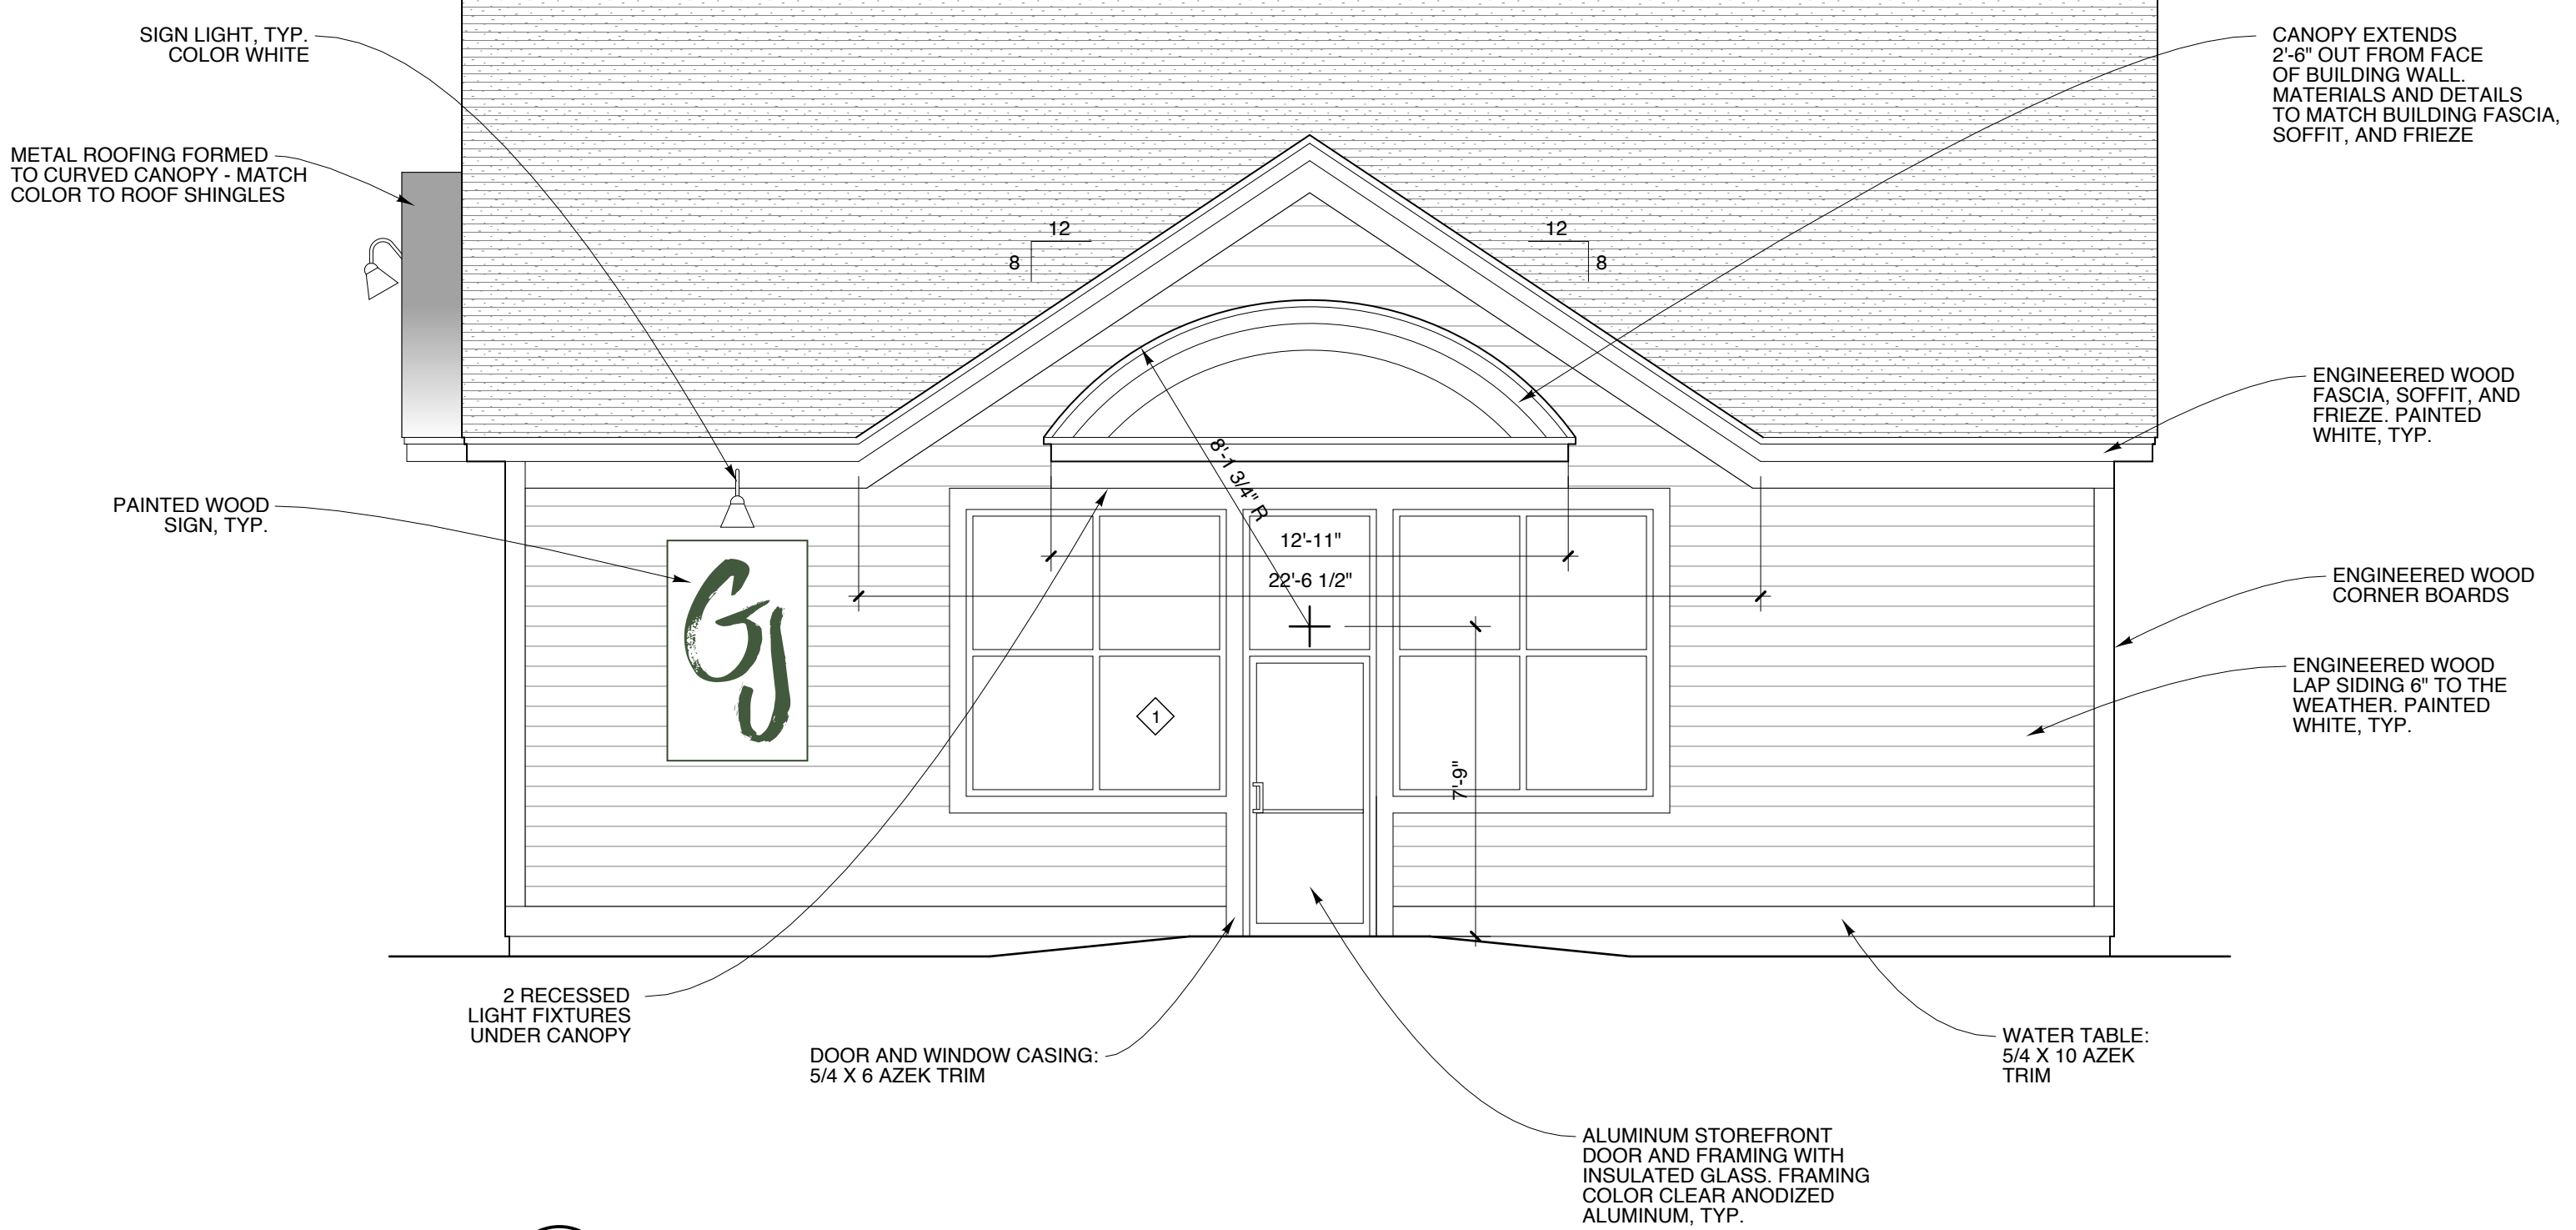 SIGN LIGHT, TYP.
COLOR WHITE
CANOPY EXTENDS
2'-6" OUT FROM FACE
OF BUILDING WALL.
MATERIALS AND DETAILS
TO MATCH BUILDING FASCIA,
SOFFIT, AND FRIEZE
METAL ROOFING FORMED
TO CURVED CANOPY - MATCH
COLOR TO ROOF SHINGLES
12
8
12
8
ENGINEERED WOOD
FASCIA, SOFFIT, AND
FRIEZE. PAINTED
WHITE, TYP.
8'-1 3/4" R
PAINTED WOOD
SIGN, TYP.
12'-11"
22'-6 1/2"
GJ
ENGINEERED WOOD
CORNER BOARDS
ENGINEERED WOOD
LAP SIDING 6" TO THE
WEATHER. PAINTED
WHITE, TYP.
1
7'-9"
2 RECESSED
LIGHT FIXTURES
UNDER CANOPY
DOOR AND WINDOW CASING:
5/4 X 6 AZEK TRIM
WATER TABLE:
5/4 X 10 AZEK
TRIM
ALUMINUM STOREFRONT
DOOR AND FRAMING WITH
INSULATED GLASS. FRAMING
COLOR CLEAR ANODIZED
ALUMINUM, TYP.